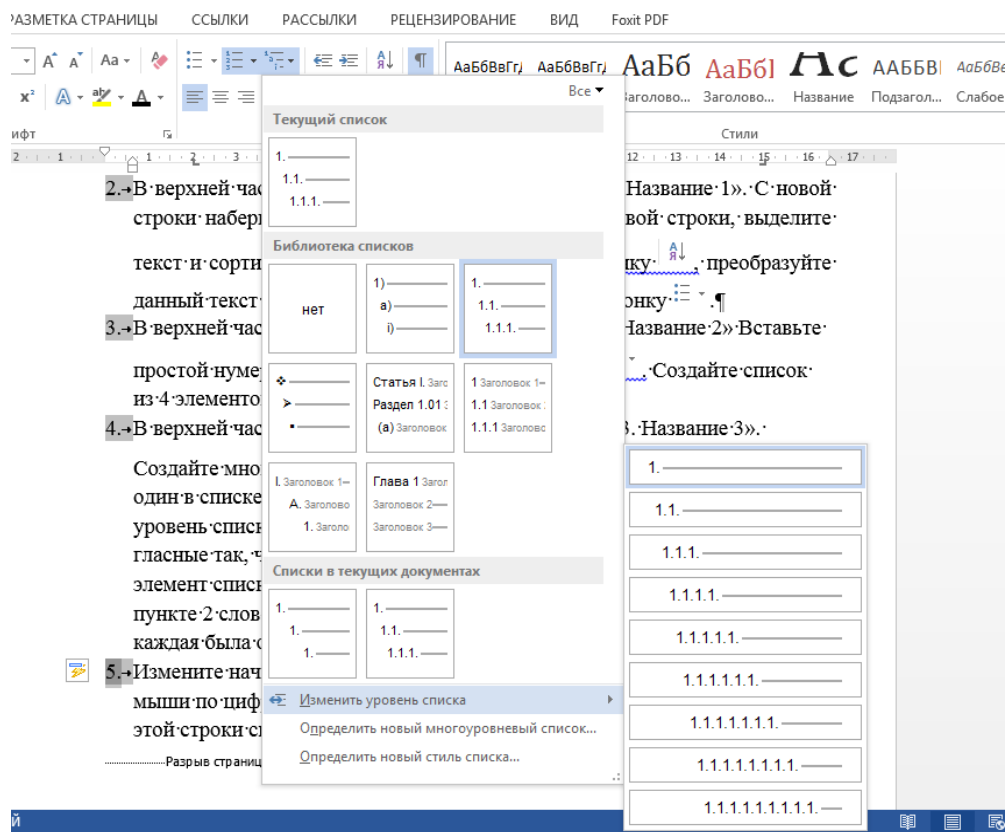 РАЗМЕТКА СТРАНИЦЫ ССЫЛКИ РАССЫЛКИ РЕЦЕНЗИРОВАНИЕ ВИД Foxit PDF
АаБбВвГг, АаБбВвГг, АаБб АаБбІ АаБбВ АаБбВв
Заголово... Заголово... Название Подзагол... Слабое
Стили
Все
Текущий список
1.
1.1.
1.1.1.
2. В верхней час Название 1». С новой
строки набер вой строки, выделите
Библиотека списков
текст и сорти нку , преобразуйте
нет
1)
a)
i)
1.
1.1.
1.1.1.
данный текст онку .¶
3. В верхней час Название 2» Вставьте
простой нуме . Создайте список
из 4 элементо
Статья I. Заго
Раздел 1.01 З
(a) Заголовок
1 Заголовок 1
1.1 Заголовок
1.1.1 Заголовс
4. В верхней час 3. Название 3».
Создайте мно
один в списке
уровень списк
гласные так, ч
элемент списк
пункте 2 слов
каждая была с
I. Заголовок 1
A. Заголово
1. Заголо
Глава 1 Загол
Заголовок 2
Заголовок 3
Списки в текущих документах
1.
1.
1.
1.
1.1.
1.1.1.
5. Измените нач
мыши по циф
этой строки с
Разрыв страниц
Изменить уровень списка
Определить новый многоуровневый список...
Определить новый стиль списка...
1.
1.1.
1.1.1.
1.1.1.1.
1.1.1.1.1.
1.1.1.1.1.1.
1.1.1.1.1.1.1.
1.1.1.1.1.1.1.1.
1.1.1.1.1.1.1.1.1.